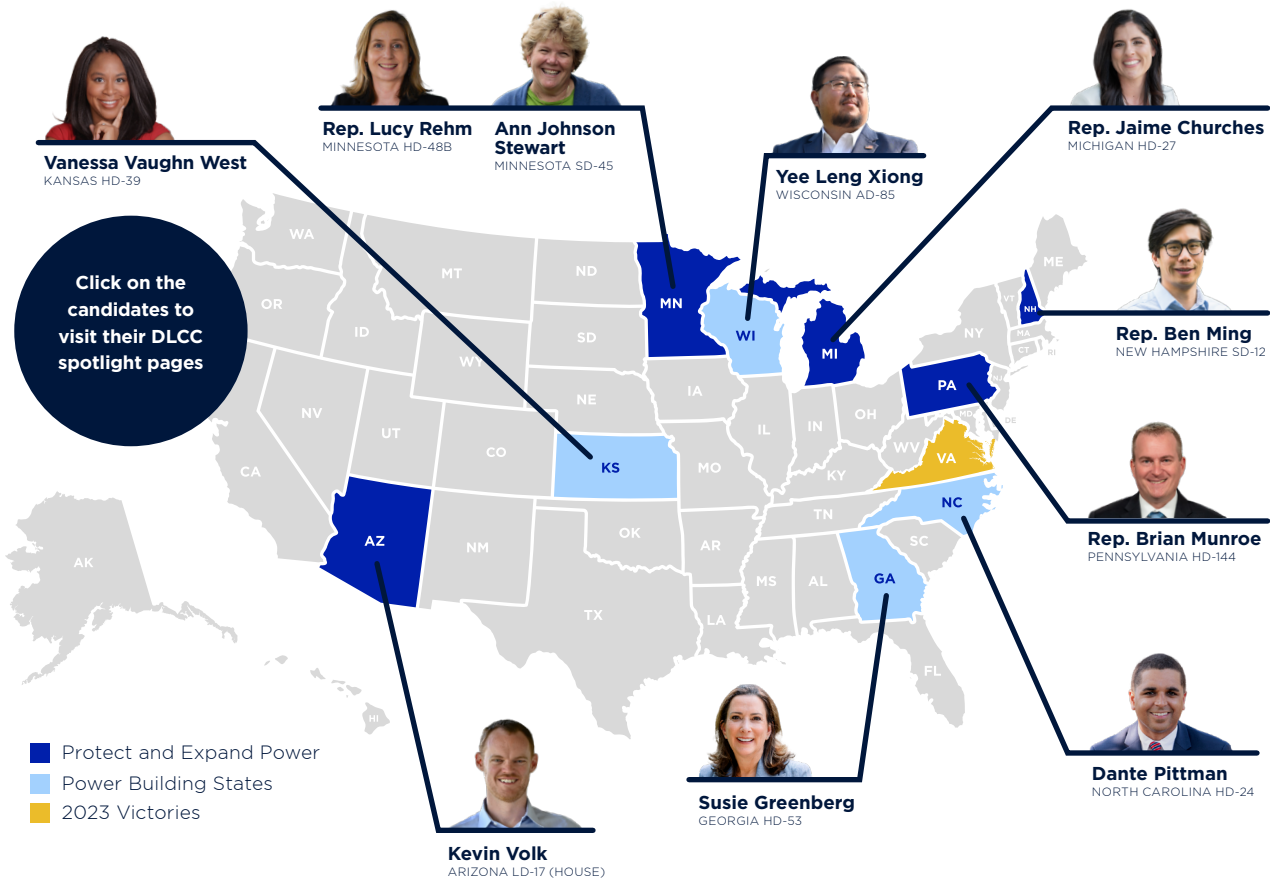 Vanessa Vaughn West
KANSAS HD-39
Rep. Lucy Rehm
MINNESOTA HD-48B
Ann Johnson
Stewart
MINNESOTA SD-45
Yee Leng Xiong
WISCONSIN AD-85
Rep. Jaime Churches
MICHIGAN HD-27
Rep. Ben Ming
NEW HAMPSHIRE SD-12
Rep. Brian Munroe
PENNSYLVANIA HD-144
Dante Pittman
NORTH CAROLINA HD-24
Susie Greenberg
GEORGIA HD-53
Kevin Volk
ARIZONA LD-17 (HOUSE)
Click on the
candidates to
visit their DLCC
spotlight pages
WA
OR
CA
NV
ID
MT
WY
UT
AZ
CO
NM
ND
SD
NE
KS
OK
TX
MN
IA
MO
AR
LA
WI
IL
MI
IN
OH
KY
TN
MS
AL
GA
FL
SC
NC
VA
WV
PA
NY
VT
NH
ME
MA
CT
RI
NJ
DE
MD
AK
HI
Protect and Expand Power
Power Building States
2023 Victories